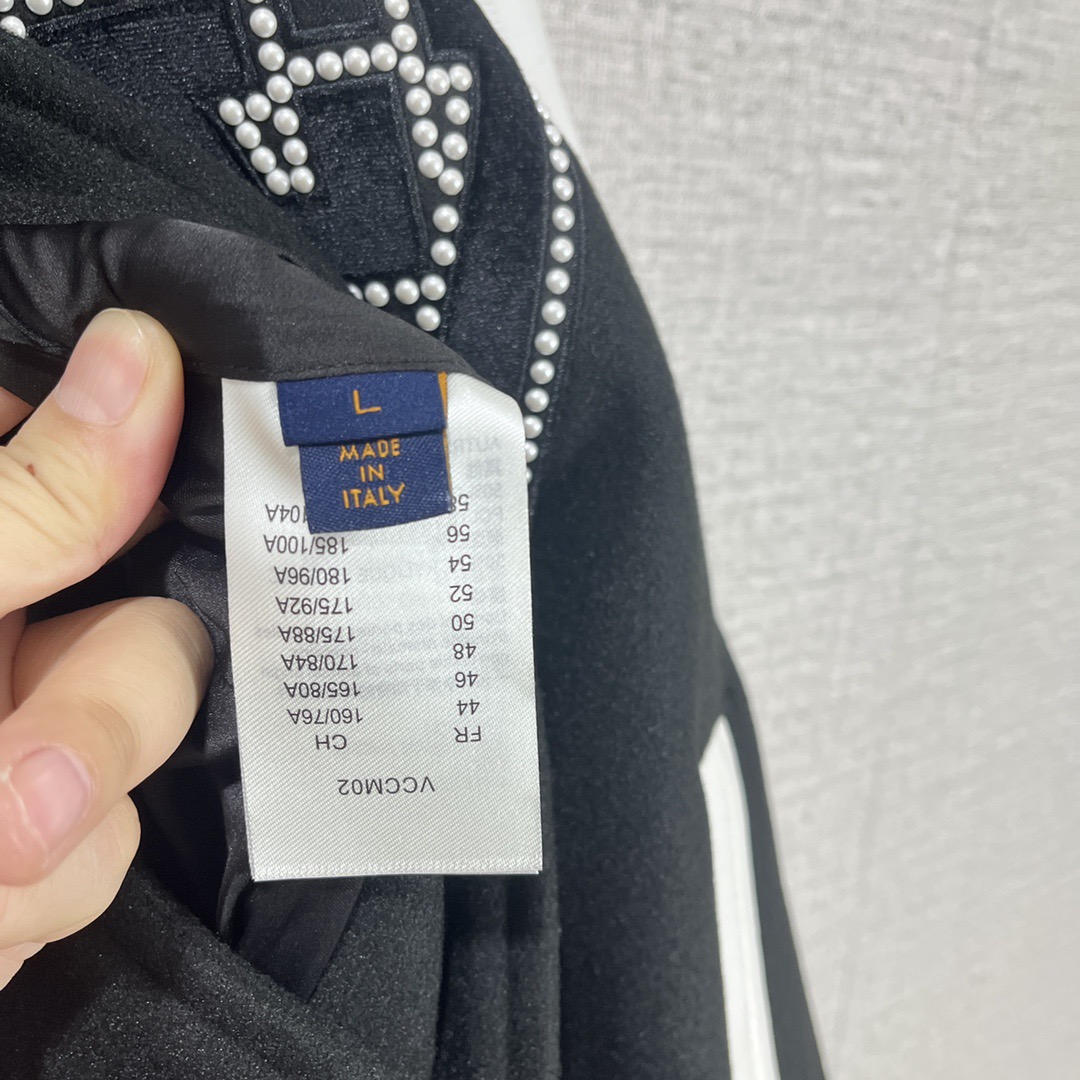 L
MADE
IN
ITALY
VCCM02
FR CH
44 160/76A
46 165/80A
48 170/84A
50 175/88A
52 175/92A
54 180/96A
56 185/100A
58 104A